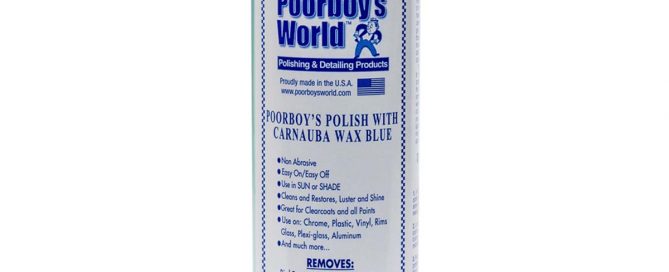 Poorboy's
World™
Polishing & Detailing Products
Proudly made in the U.S.A.
www.poorboysworld.com
POORBOY'S POLISH WITH
CARNAUBA WAX BLUE
•Non Abrasive
•Easy On/Easy Off
•Use in SUN or SHADE
•Cleans and Restores, Luster and Shine
•Great for Clearcoats and all Paints
•Use on: Chrome, Plastic, Vinyl, Rims
Glass, Plexi-glass, Aluminum
•And much more...
REMOVES: